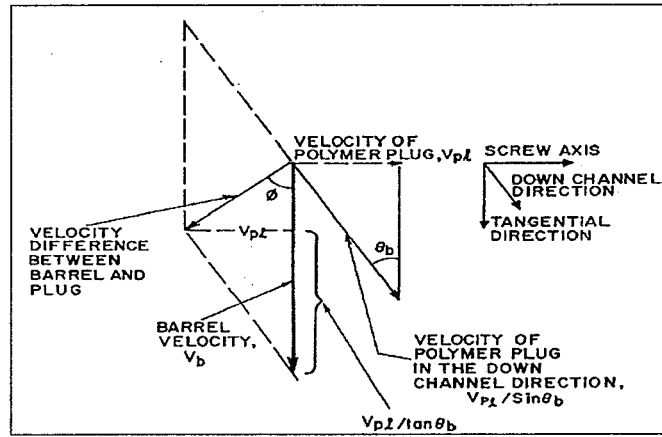 VELOCITY OF
POLYMER PLUG, Vpl
SCREW AXIS
DOWN CHANNEL
DIRECTION
TANGENTIAL
DIRECTION
Ø
θb
VELOCITY
DIFFERENCE
BETWEEN
BARREL AND
PLUG
Vpl
BARREL
VELOCITY,
Vb
VELOCITY OF
POLYMER PLUG
IN THE DOWN
CHANNEL DIRECTION,
Vpl/Sinθb
Vpl/tanθb